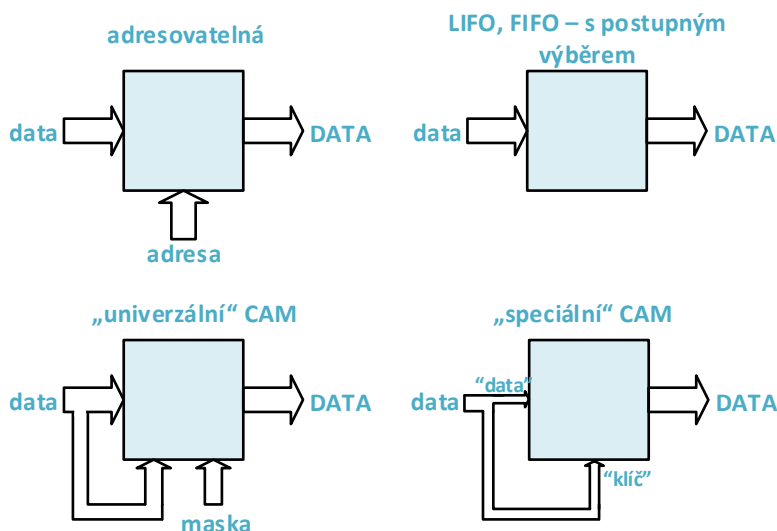 adresovatelná
data
DATA
adresa
LIFO, FIFO – s postupným
výběrem
data
DATA
„univerzální“ CAM
data
DATA
maska
„speciální“ CAM
“data”
data
DATA
“klíč”